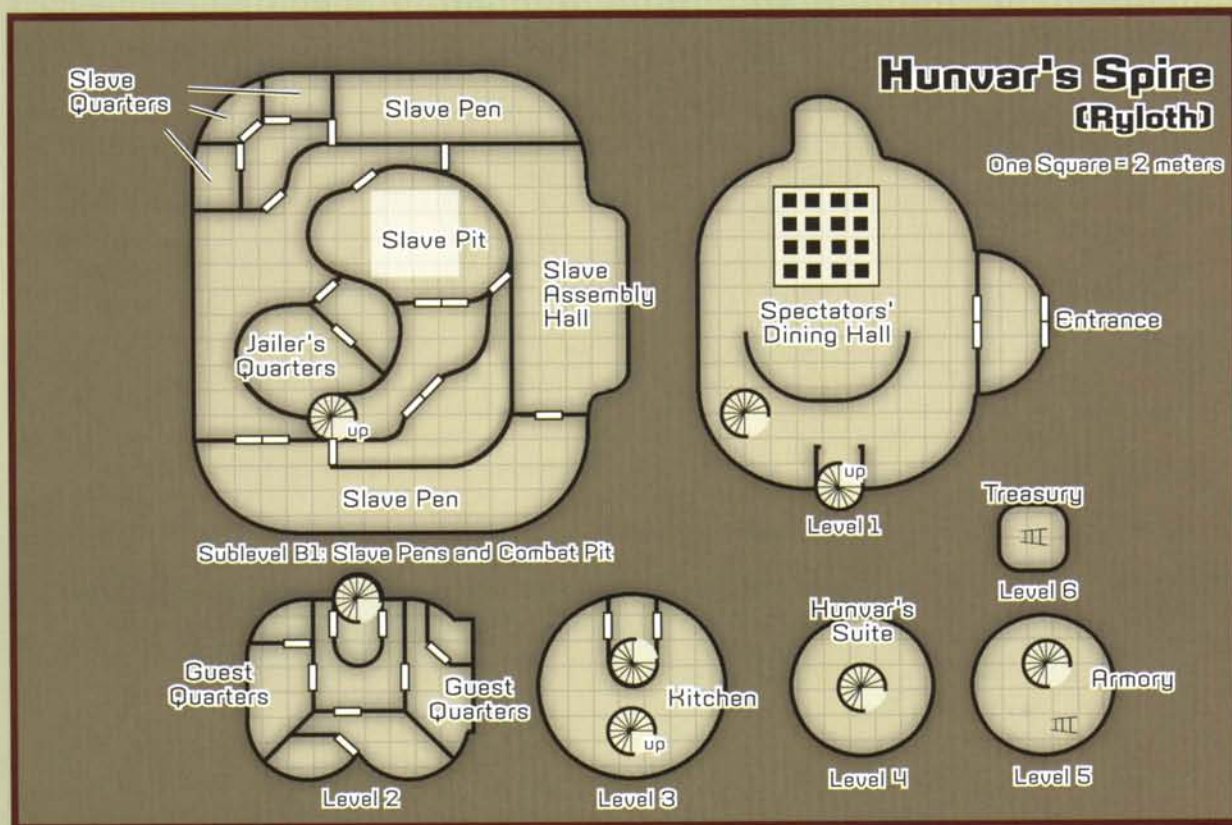 Hunvar's Spire
(Ryloth)
One Square = 2 meters
Slave
Quarters
Slave Pen
Slave Pit
Slave
Assembly
Hall
Jailer's
Quarters
up
Slave Pen
Sublevel B1: Slave Pens and Combat Pit
Spectators'
Dining Hall
Entrance
up
Level 1
Treasury
Level 6
Guest
Quarters
Guest
Quarters
Level 2
Kitchen
up
Level 3
Hunvar's
Suite
Level 4
Armory
Level 5